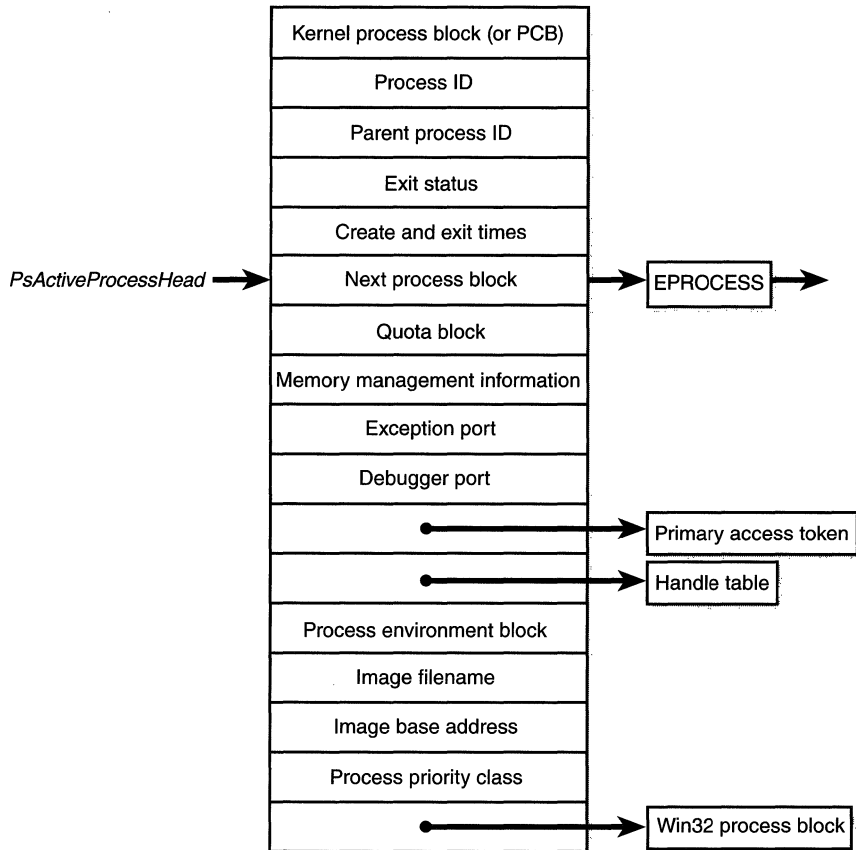 Kernel process block (or PCB)
Process ID
Parent process ID
Exit status
Create and exit times
PsActiveProcessHead
Next process block
EPROCESS
Quota block
Memory management information
Exception port
Debugger port
Primary access token
Handle table
Process environment block
Image filename
Image base address
Process priority class
Win32 process block